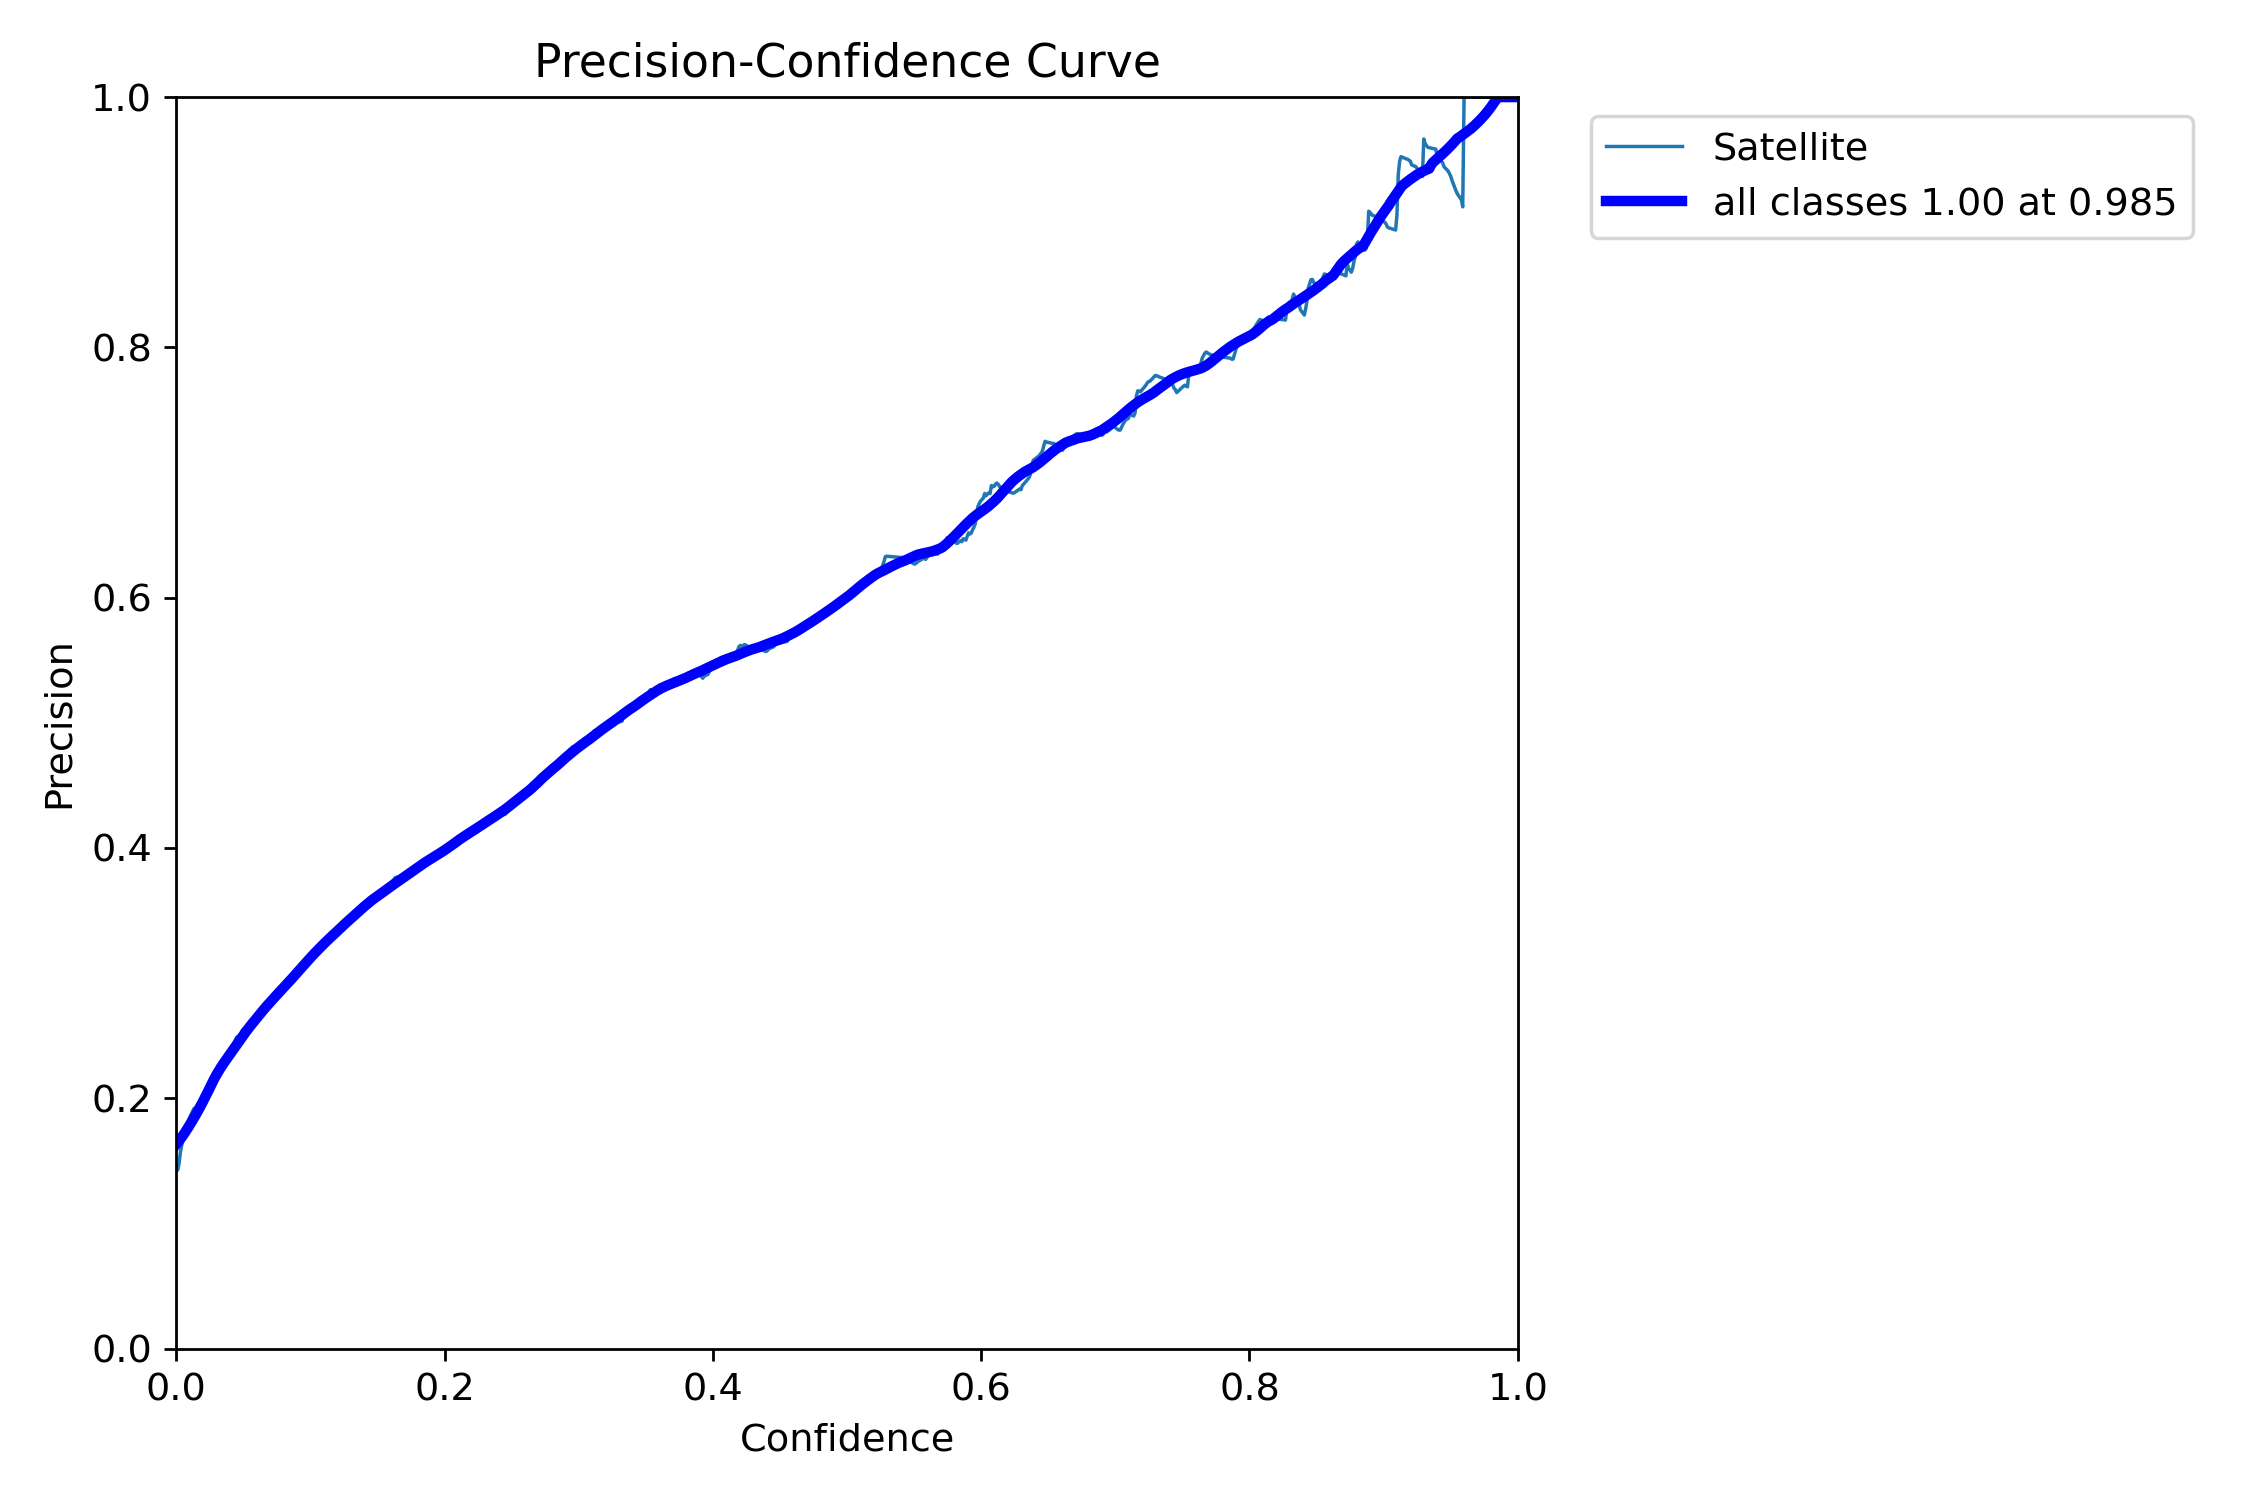 Precision-Confidence Curve
1.0
0.8
0.6
0.4
0.2
0.0
Precision
0.0 0.2 0.4 0.6 0.8 1.0
Confidence
Satellite
all classes 1.00 at 0.985